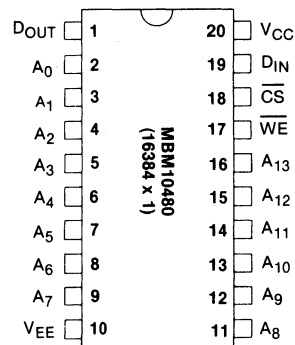 DOUT 1 20 VCC
A0 2 19 DIN
A1 3 18 CS
A2 4 17 WE
A3 5 16 A13
A4 6 15 A12
A5 7 14 A11
A6 8 13 A10
A7 9 12 A9
VEE 10 11 A8
MBM10480
(16384 x 1)